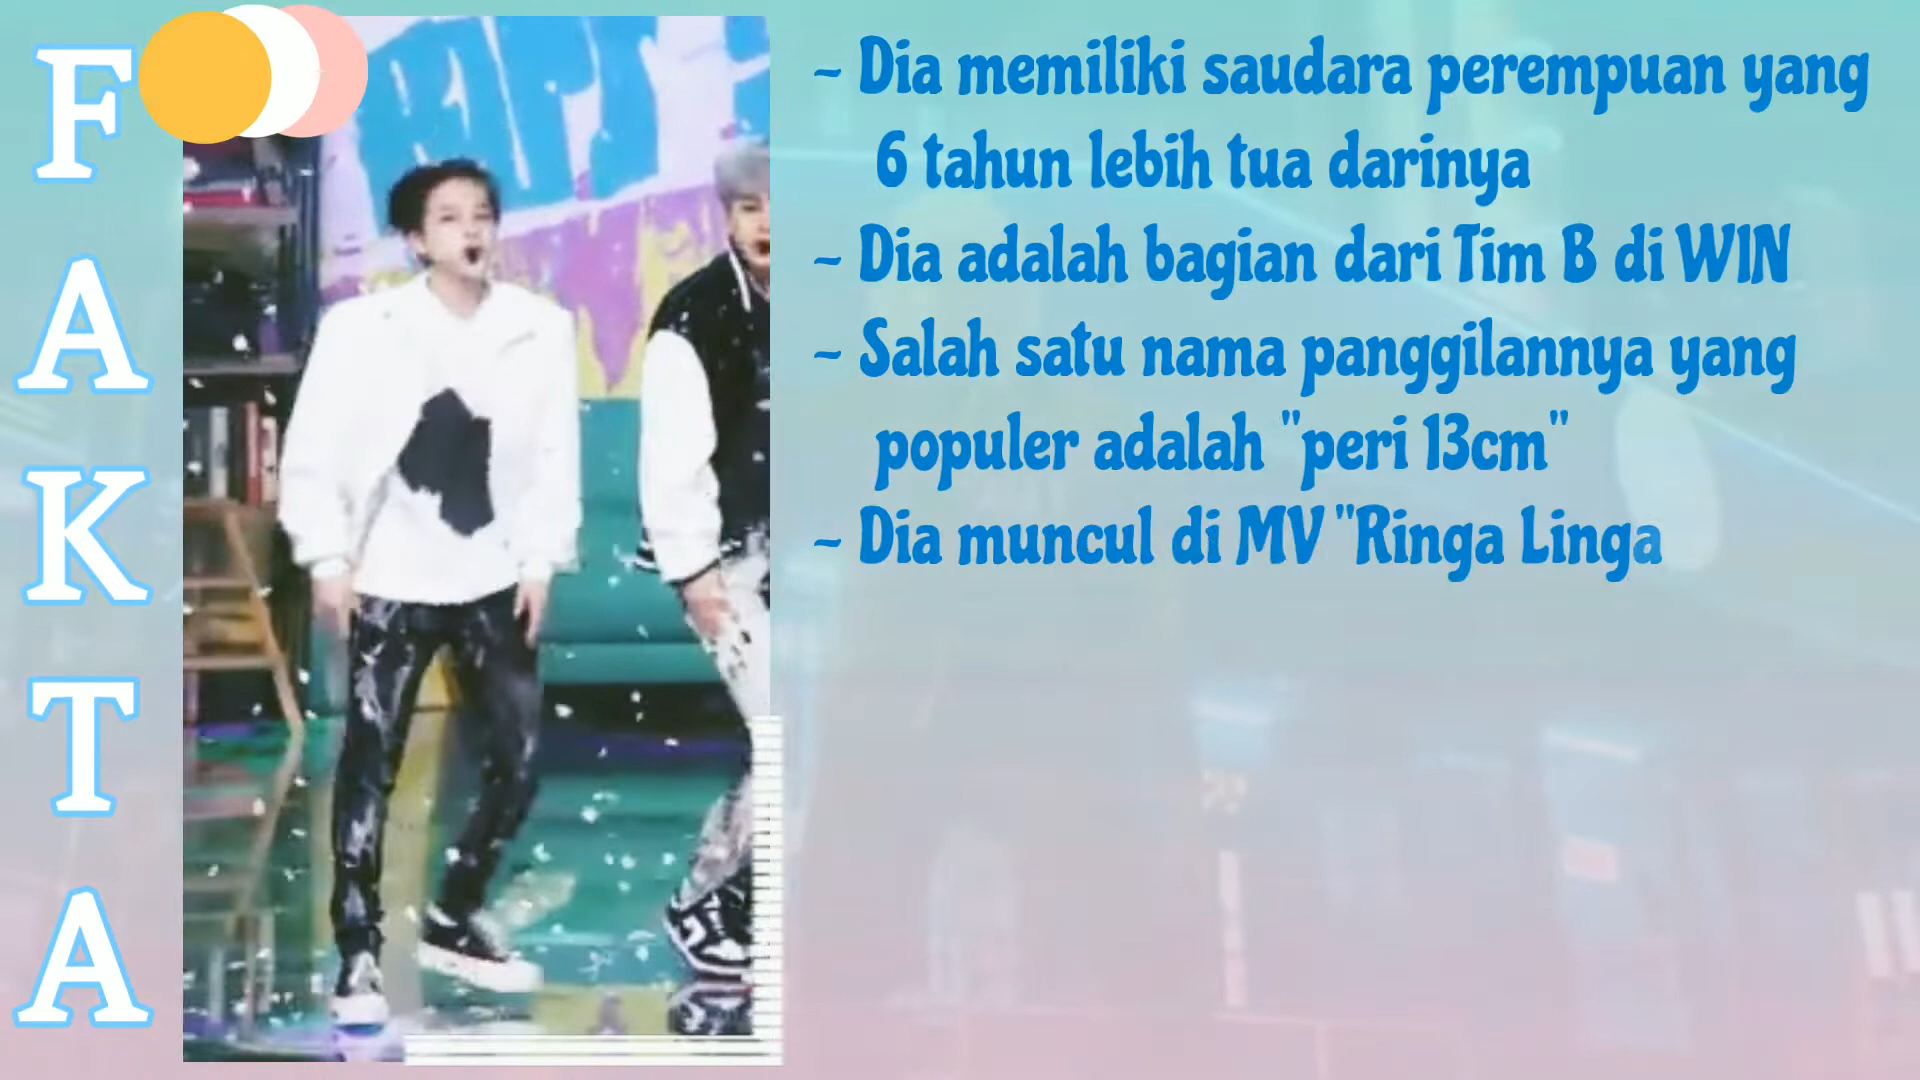 FAKTA
~ Dia memiliki saudara perempuan yang
6 tahun lebih tua darinya
~ Dia adalah bagian dari Tim B di WIN
~ Salah satu nama panggilannya yang
populer adalah "peri 13cm"
~ Dia muncul di MV "Ringa Linga